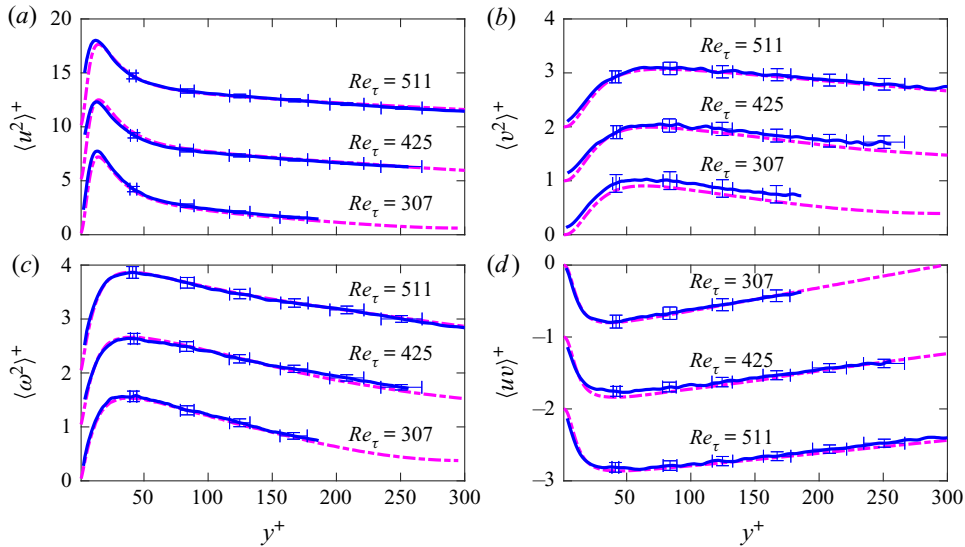 (a)
20
15
10
5
0
⟨u²⟩⁺
Re_τ = 511
Re_τ = 425
Re_τ = 307
(b)
4
3
2
1
0
⟨v²⟩⁺
Re_τ = 511
Re_τ = 425
Re_τ = 307
(c)
4
3
2
1
0
⟨ω²⟩⁺
Re_τ = 511
Re_τ = 425
Re_τ = 307
50 100 150 200 250 300
y⁺
(d)
0
−1
−2
−3
⟨uv⟩⁺
Re_τ = 307
Re_τ = 425
Re_τ = 511
50 100 150 200 250 300
y⁺